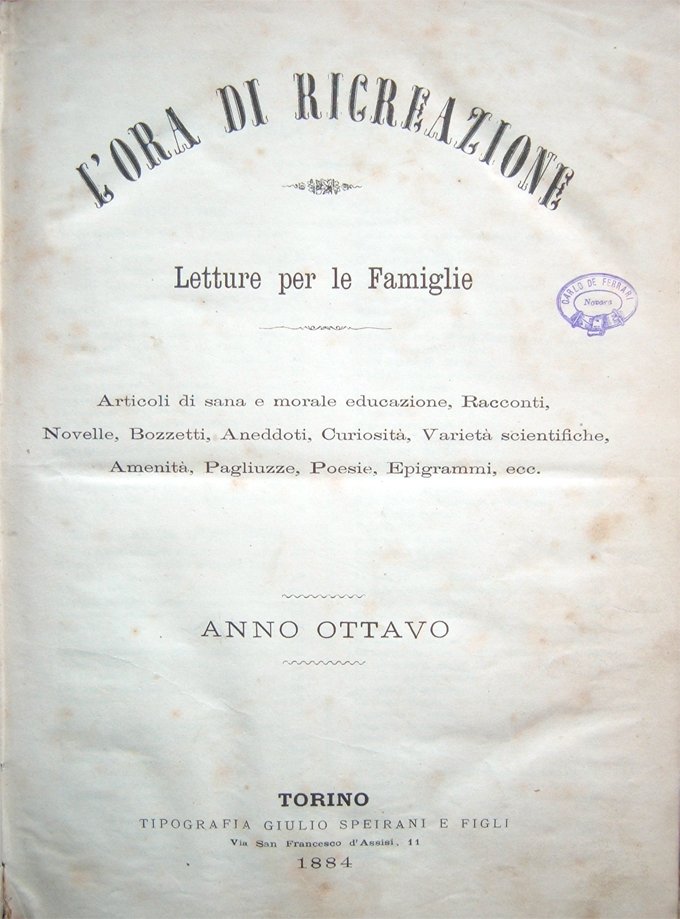 L'ORA DI RICREAZIONE
Letture per le Famiglie
CARLO DE FERRARI
Novara
Articoli di sana e morale educazione, Racconti,
Novelle, Bozzetti, Aneddoti, Curiosità, Varietà scientifiche,
Amenità, Pagliuzze, Poesie, Epigrammi, ecc.
ANNO OTTAVO
TORINO
TIPOGRAFIA GIULIO SPEIRANI E FIGLI
Via San Francesco d'Assisi, 11
1884